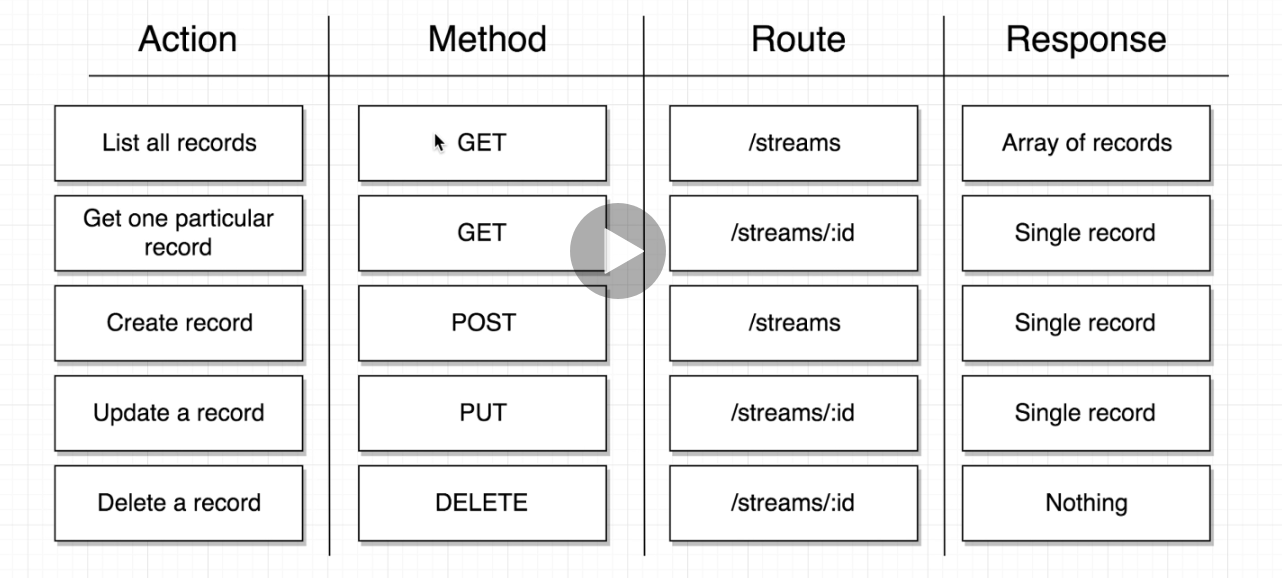 Action Method Route Response
List all records GET /streams Array of records
Get one particular
record GET /streams/:id Single record
Create record POST /streams Single record
Update a record PUT /streams/:id Single record
Delete a record DELETE /streams/:id Nothing